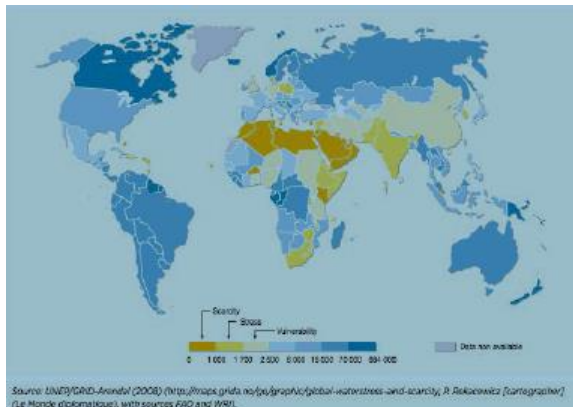 Scarcity
Stress
Vulnerability
0 1 000 1 700 2 500 6 000 15 000 70 000 684 000
Data non available
Source: UNEP/GRID-Arendal (2008) (http://maps.grida.no/go/graphic/global-waterstress-and-scarcity, P. Rekacewicz [cartographer]
(Le Monde diplomatique), with sources FAO and WRI).